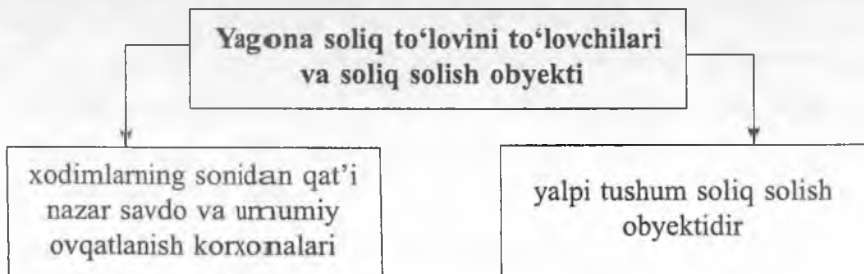 Yagona soliq to‘lovini to‘lovchilari
va soliq solish obyekti
xodimlarning sonidan qat’i
nazar savdo va umumiy
ovqatlanish korxonalari
yalpi tushum soliq solish
obyektidir